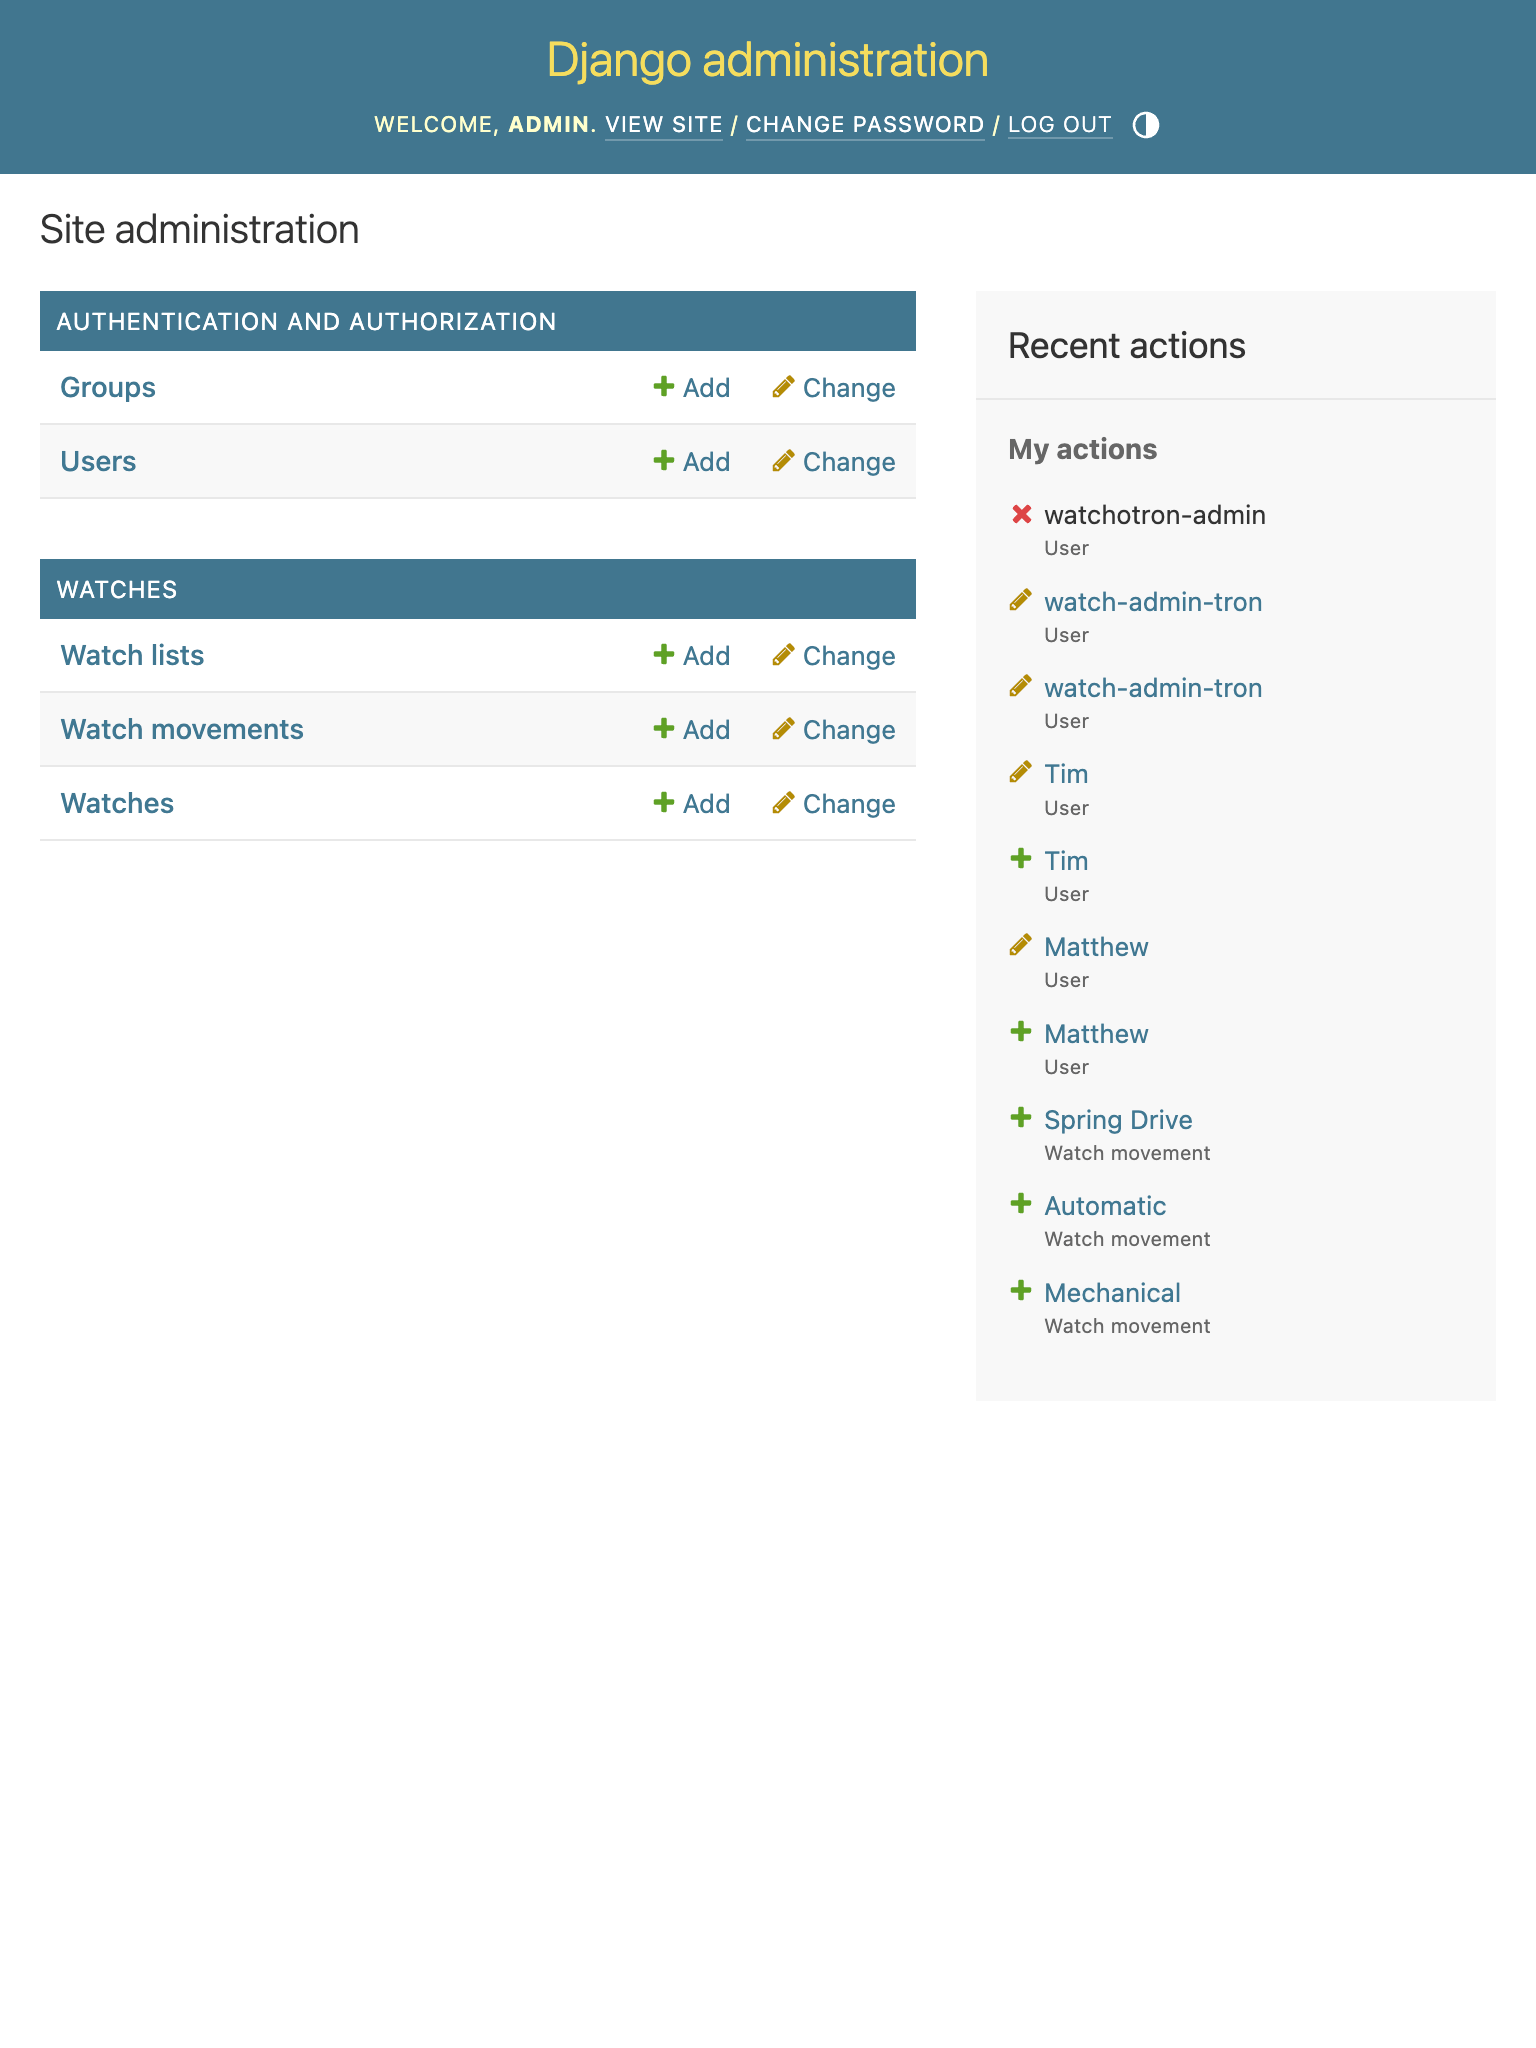 Django administration
WELCOME, ADMIN. VIEW SITE / CHANGE PASSWORD / LOG OUT
Site administration
AUTHENTICATION AND AUTHORIZATION
Groups Add Change
Users Add Change
WATCHES
Watch lists Add Change
Watch movements Add Change
Watches Add Change
Recent actions
My actions
watchotron-admin
User
watch-admin-tron
User
watch-admin-tron
User
Tim
User
Tim
User
Matthew
User
Matthew
User
Spring Drive
Watch movement
Automatic
Watch movement
Mechanical
Watch movement